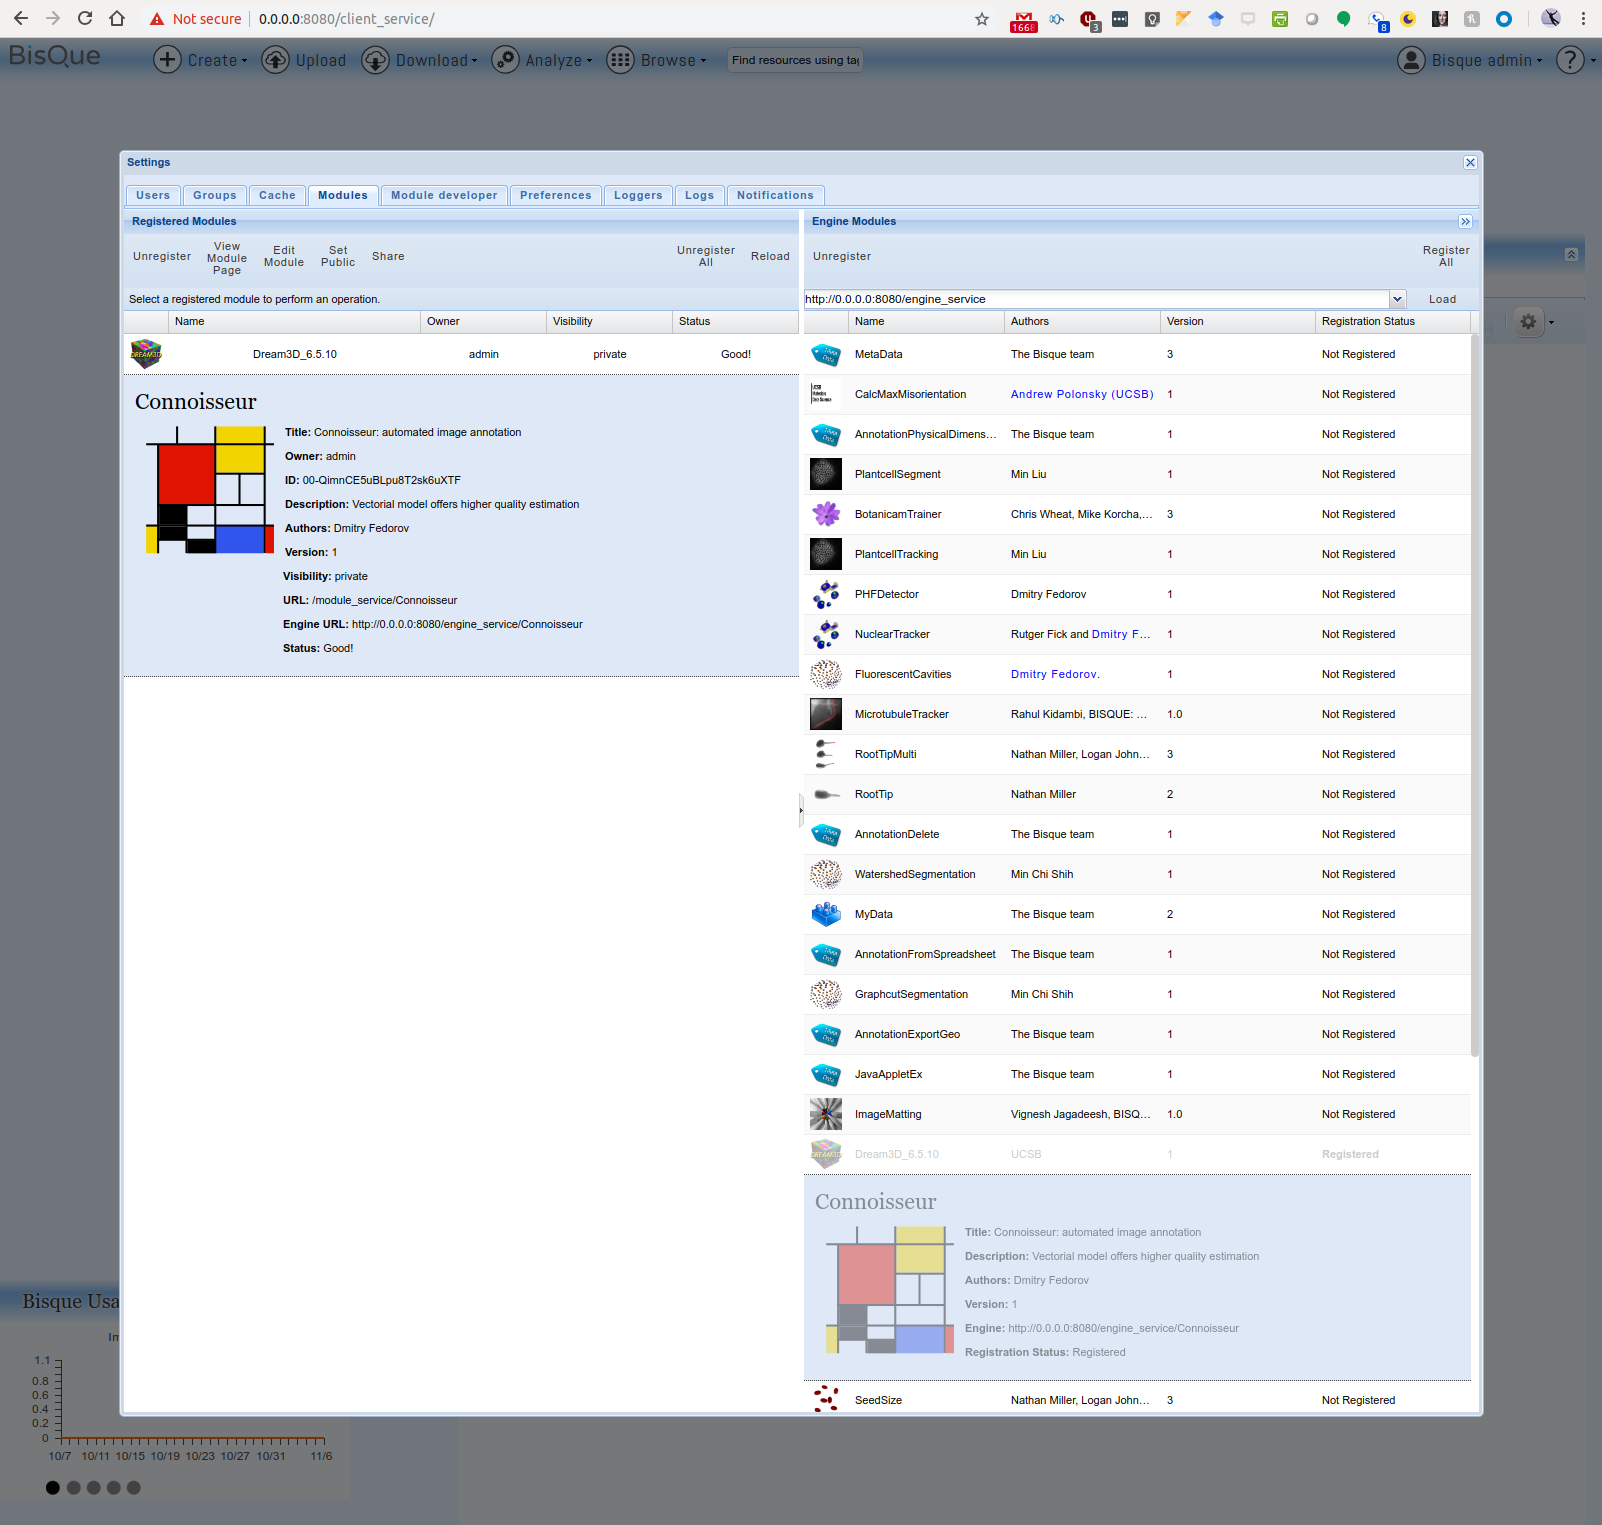 Not secure 0.0.0.0:8080/client_service/
1668 3 8
BisQue Create Upload Download Analyze Browse Find resources using tag Bisque admin ?
Settings
Users Groups Cache Modules Module developer Preferences Loggers Logs Notifications
Registered Modules
Unregister View Module Page Edit Module Set Public Share Unregister All Reload
Select a registered module to perform an operation.
Name Owner Visibility Status
DREAM3D Dream3D_6.5.10 admin private Good!
Connoisseur
Title: Connoisseur: automated image annotation
Owner: admin
ID: 00-QimnCE5uBLpu8T2sk6uXTF
Description: Vectorial model offers higher quality estimation
Authors: Dmitry Fedorov
Version: 1
Visibility: private
URL: /module_service/Connoisseur
Engine URL: http://0.0.0.0:8080/engine_service/Connoisseur
Status: Good!
Engine Modules
Unregister Register All
http://0.0.0.0:8080/engine_service Load
Name Authors Version Registration Status
MetaData The Bisque team 3 Not Registered
CalcMaxMisorientation Andrew Polonsky (UCSB) 1 Not Registered
AnnotationPhysicalDimens... The Bisque team 1 Not Registered
PlantcellSegment Min Liu 1 Not Registered
BotanicamTrainer Chris Wheat, Mike Korcha,... 3 Not Registered
PlantcellTracking Min Liu 1 Not Registered
PHFDetector Dmitry Fedorov 1 Not Registered
NuclearTracker Rutger Fick and Dmitry F... 1 Not Registered
FluorescentCavities Dmitry Fedorov. 1 Not Registered
MicrotubuleTracker Rahul Kidambi, BISQUE: ... 1.0 Not Registered
RootTipMulti Nathan Miller, Logan John... 3 Not Registered
RootTip Nathan Miller 2 Not Registered
AnnotationDelete The Bisque team 1 Not Registered
WatershedSegmentation Min Chi Shih 1 Not Registered
MyData The Bisque team 2 Not Registered
AnnotationFromSpreadsheet The Bisque team 1 Not Registered
GraphcutSegmentation Min Chi Shih 1 Not Registered
AnnotationExportGeo The Bisque team 1 Not Registered
JavaAppletEx The Bisque team 1 Not Registered
ImageMatting Vignesh Jagadeesh, BISQ... 1.0 Not Registered
DREAM3D Dream3D_6.5.10 UCSB 1 Registered
Connoisseur
Title: Connoisseur: automated image annotation
Description: Vectorial model offers higher quality estimation
Authors: Dmitry Fedorov
Version: 1
Engine: http://0.0.0.0:8080/engine_service/Connoisseur
Registration Status: Registered
SeedSize Nathan Miller, Logan John... 3 Not Registered
Bisque Usa
1.1
0.8
0.6
0.4
0.2
0
10/7 10/11 10/15 10/19 10/23 10/27 10/31 11/6